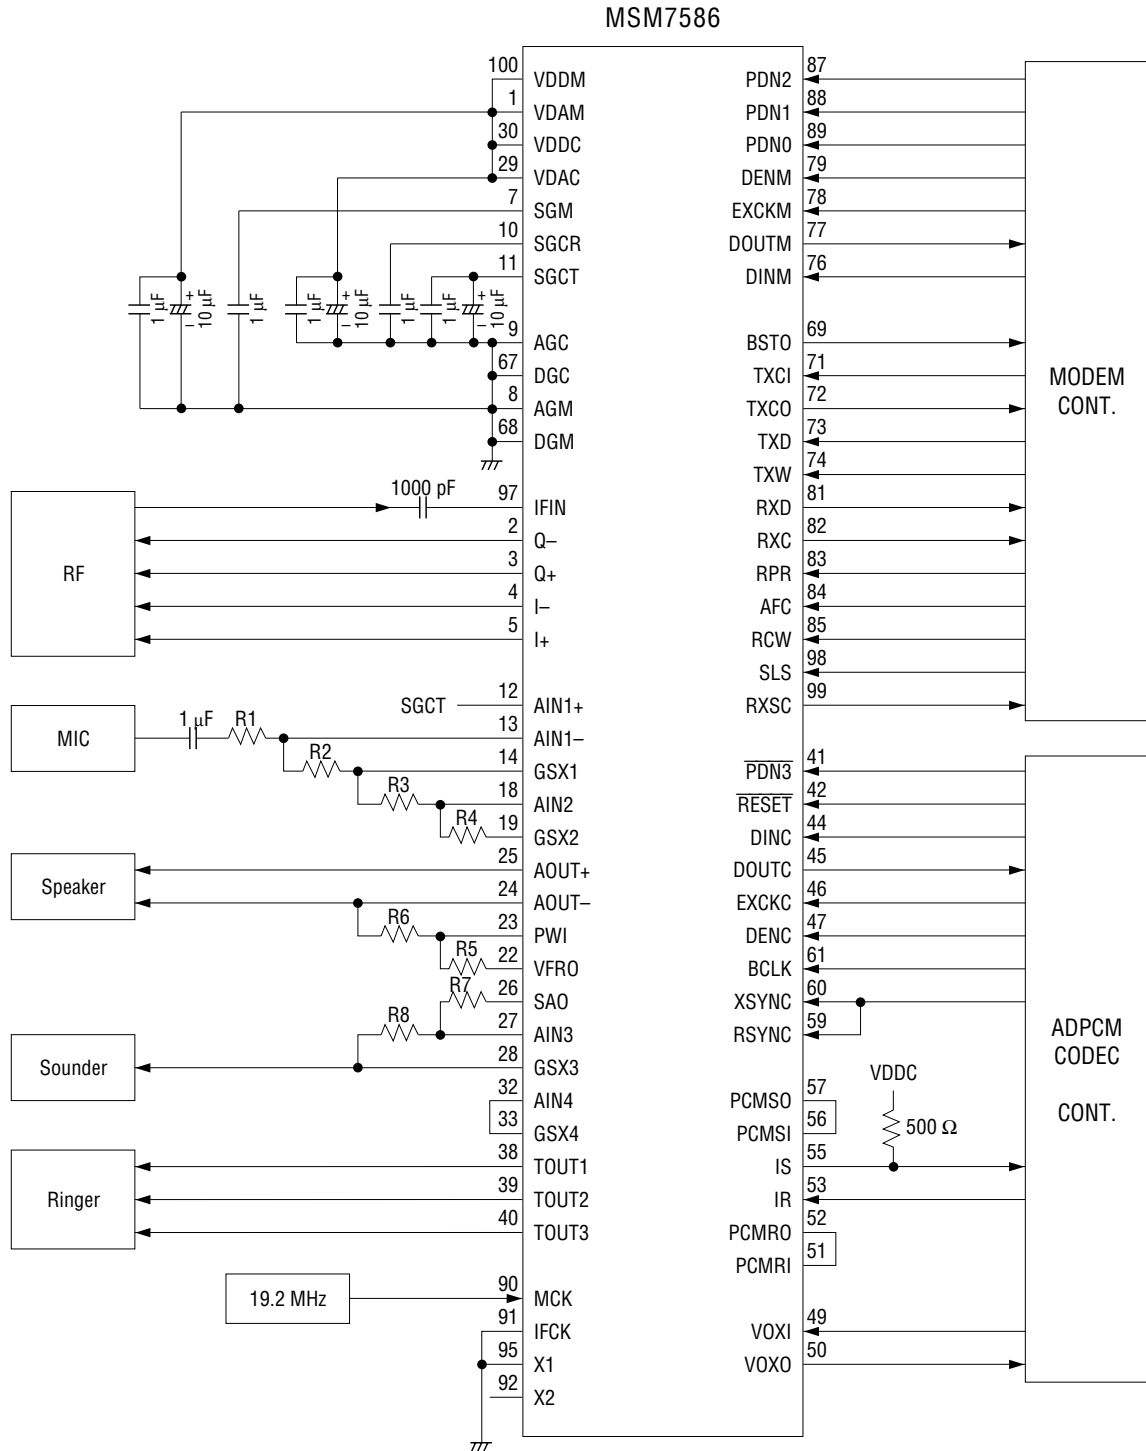 MSM7586
100 VDDM
1 VDAM
30 VDDC
29 VDAC
7 SGM
10 SGCR
11 SGCT
1 µF
+ 10 µF –
1 µF
1 µF
+ 10 µF –
1 µF
1 µF
+ 10 µF –
9 AGC
67 DGC
8 AGM
68 DGM
RF
1000 pF
97 IFIN
2 Q–
3 Q+
4 I–
5 I+
SGCT 12 AIN1+
MIC 1 µF R1 13 AIN1–
R2 14 GSX1
R3 18 AIN2
R4 19 GSX2
Speaker
25 AOUT+
24 AOUT–
R6 23 PWI
R5 22 VFRO
R7 26 SAO
R8 27 AIN3
Sounder 28 GSX3
32 AIN4
33 GSX4
Ringer
38 TOUT1
39 TOUT2
40 TOUT3
19.2 MHz 90 MCK
91 IFCK
95 X1
92 X2
PDN2 87
PDN1 88
PDN0 89
DENM 79
EXCKM 78
DOUTM 77
DINM 76
BSTO 69
TXCI 71
TXCO 72
TXD 73
TXW 74
RXD 81
RXC 82
RPR 83
AFC 84
RCW 85
SLS 98
RXSC 99
MODEM
CONT.
PDN3 41
RESET 42
DINC 44
DOUTC 45
EXCKC 46
DENC 47
BCLK 61
XSYNC 60
RSYNC 59
VDDC
500 Ω
PCMSO 57
PCMSI 56
IS 55
IR 53
PCMRO 52
PCMRI 51
VOXI 49
VOXO 50
ADPCM
CODEC
CONT.